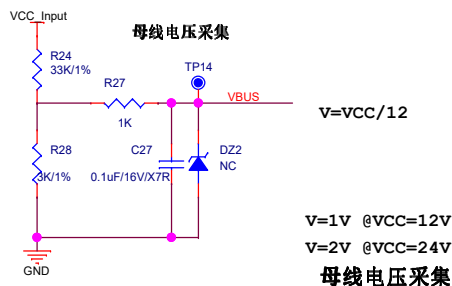 VCC_Input
母线电压采集
R24
33K/1%
TP14
R27
VBUS
1K
V=VCC/12
R28
3K/1%
C27
0.1uF/16V/X7R
DZ2
NC
V=1V @VCC=12V
V=2V @VCC=24V
GND
母线电压采集